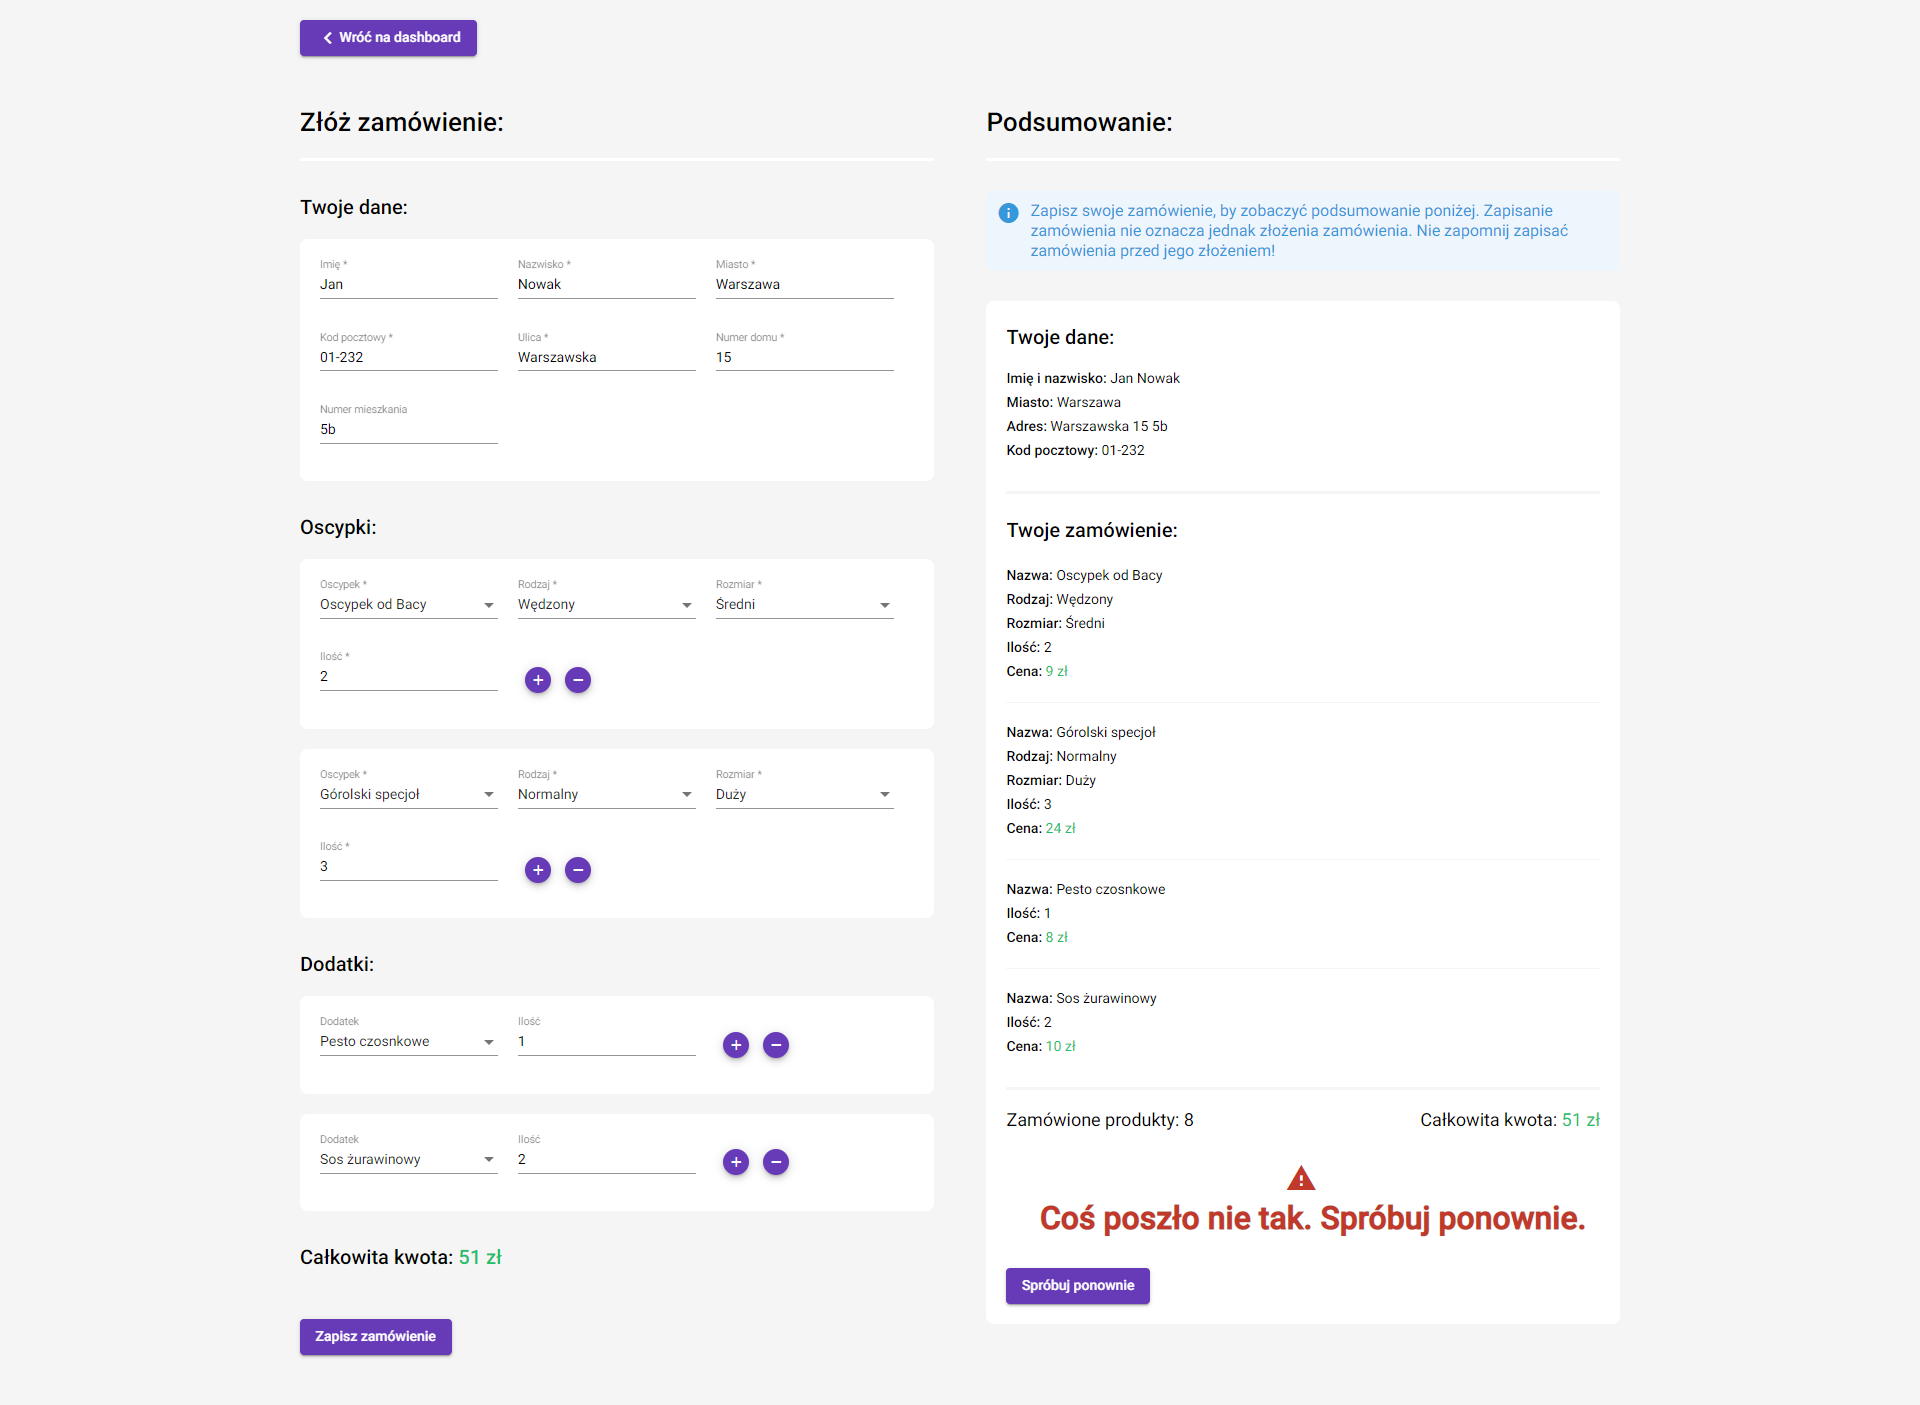 Wróć na dashboard
Złóż zamówienie:
Twoje dane:
Imię *
Nazwisko *
Miasto *
Jan
Nowak
Warszawa
Kod pocztowy *
Ulica *
Numer domu *
01-232
Warszawska
15
Numer mieszkania
5b
Oscypki:
Oscypek *
Rodzaj *
Rozmiar *
Oscypek od Bacy
Wędzony
Średni
Ilość *
2
Oscypek *
Rodzaj *
Rozmiar *
Górolski specjoł
Normalny
Duży
Ilość *
3
Dodatki:
Dodatek
Ilość
Pesto czosnkowe
1
Dodatek
Ilość
Sos żurawinowy
2
Całkowita kwota: 51 zł
Zapisz zamówienie
Podsumowanie:
Zapisz swoje zamówienie, by zobaczyć podsumowanie poniżej. Zapisanie
zamówienia nie oznacza jednak złożenia zamówienia. Nie zapomnij zapisać
zamówienia przed jego złożeniem!
Twoje dane:
Imię i nazwisko: Jan Nowak
Miasto: Warszawa
Adres: Warszawska 15 5b
Kod pocztowy: 01-232
Twoje zamówienie:
Nazwa: Oscypek od Bacy
Rodzaj: Wędzony
Rozmiar: Średni
Ilość: 2
Cena: 9 zł
Nazwa: Górolski specjoł
Rodzaj: Normalny
Rozmiar: Duży
Ilość: 3
Cena: 24 zł
Nazwa: Pesto czosnkowe
Ilość: 1
Cena: 8 zł
Nazwa: Sos żurawinowy
Ilość: 2
Cena: 10 zł
Zamówione produkty: 8
Całkowita kwota: 51 zł
Coś poszło nie tak. Spróbuj ponownie.
Spróbuj ponownie